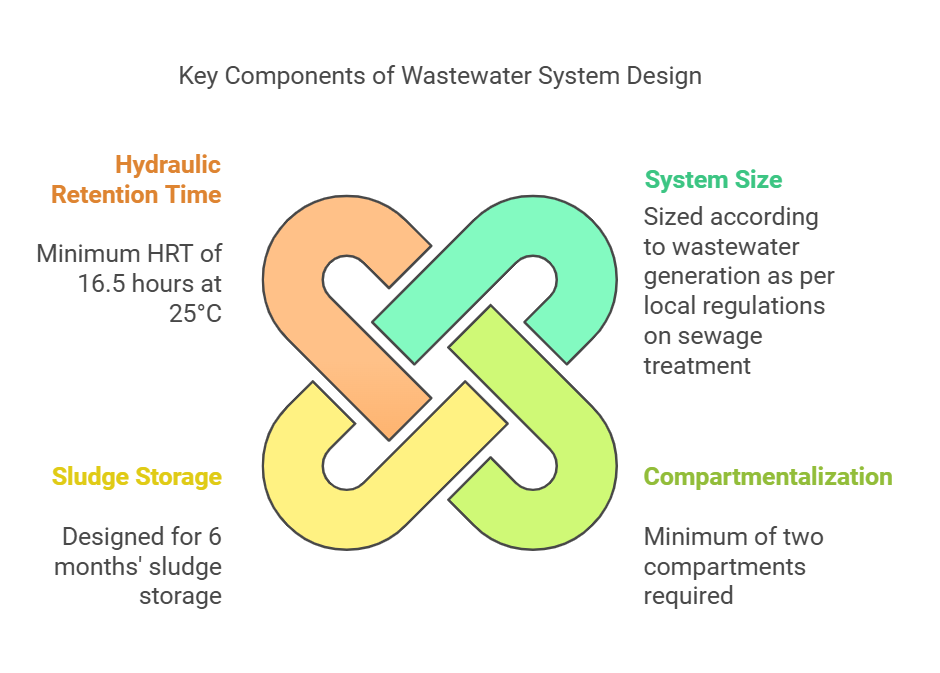 Key Components of Wastewater System Design
Hydraulic
Retention Time
Minimum HRT of
16.5 hours at
25°C
System Size
Sized according
to wastewater
generation as per
local regulations
on sewage
treatment
Sludge Storage
Designed for 6
months' sludge
storage
Compartmentalization
Minimum of two
compartments
required